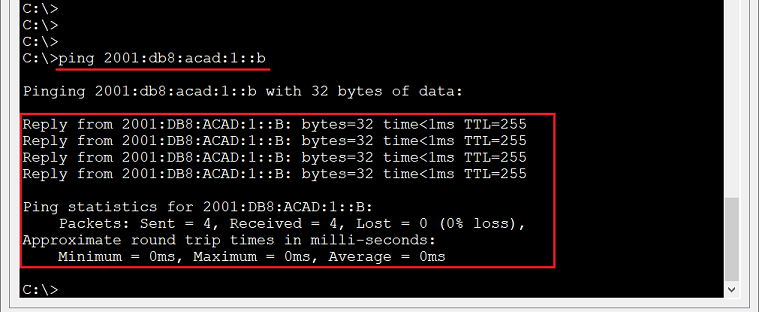 C:\>
C:\>
C:\>
C:\>ping 2001:db8:acad:1::b
Pinging 2001:db8:acad:1::b with 32 bytes of data:
Reply from 2001:DB8:ACAD:1::B: bytes=32 time<1ms TTL=255
Reply from 2001:DB8:ACAD:1::B: bytes=32 time<1ms TTL=255
Reply from 2001:DB8:ACAD:1::B: bytes=32 time<1ms TTL=255
Reply from 2001:DB8:ACAD:1::B: bytes=32 time<1ms TTL=255
Ping statistics for 2001:DB8:ACAD:1::B:
Packets: Sent = 4, Received = 4, Lost = 0 (0% loss),
Approximate round trip times in milli-seconds:
Minimum = 0ms, Maximum = 0ms, Average = 0ms
C:\>